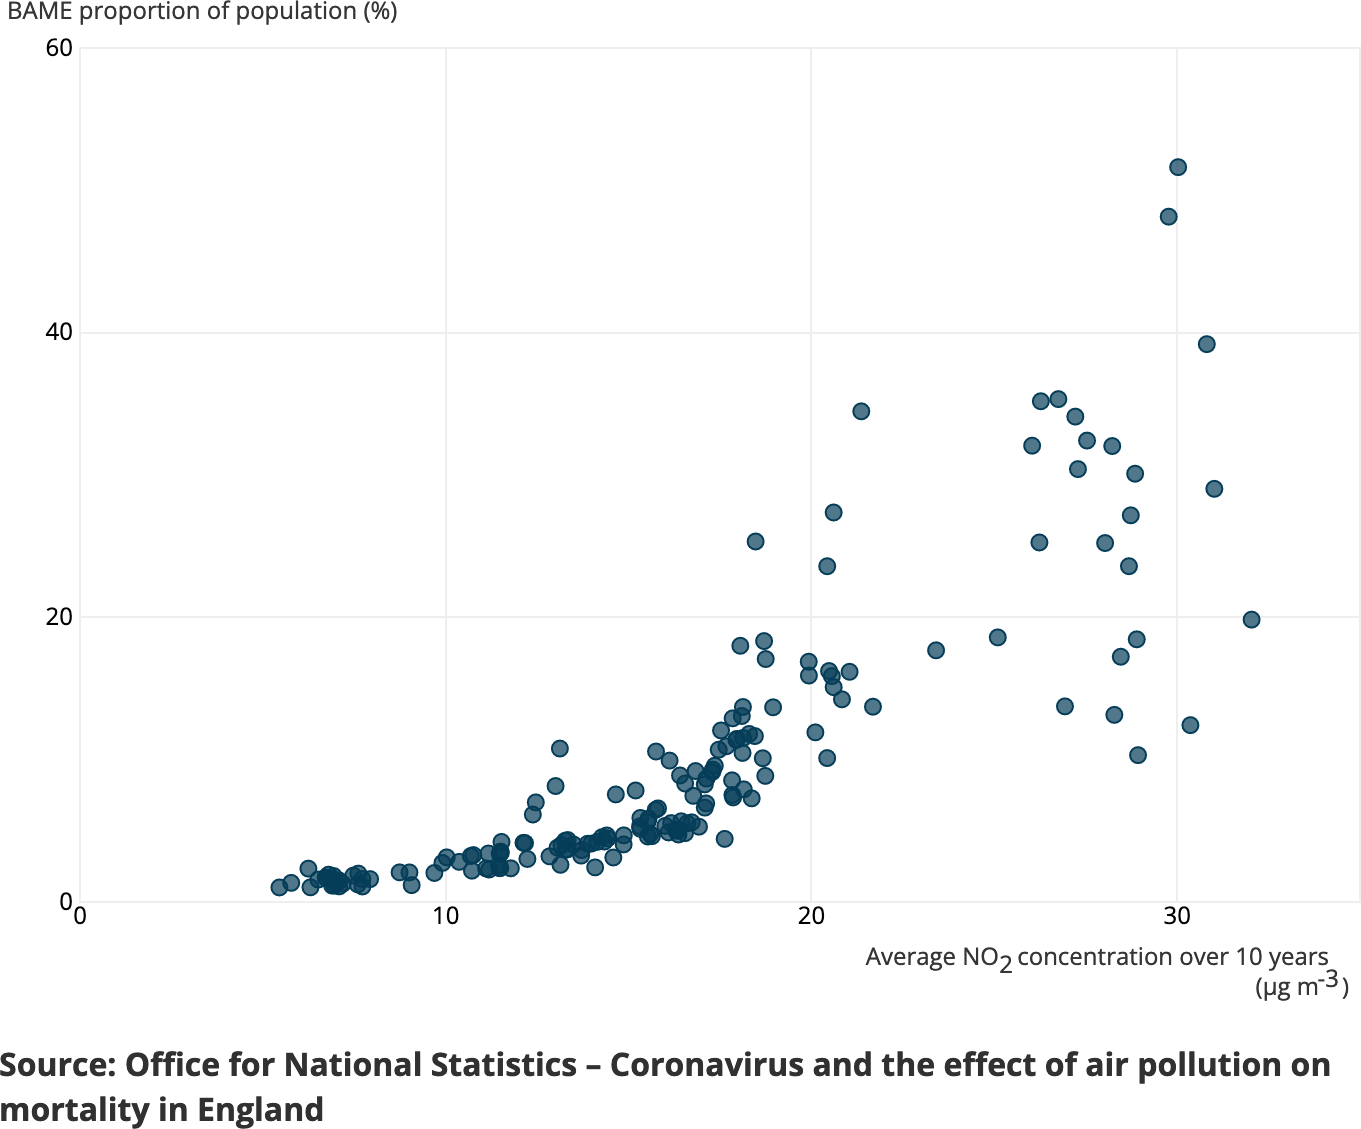 BAME proportion of population (%)
60
40
20
0
0 10 20 30
Average NO2 concentration over 10 years
(µg m-3)
Source: Office for National Statistics – Coronavirus and the effect of air pollution on
mortality in England